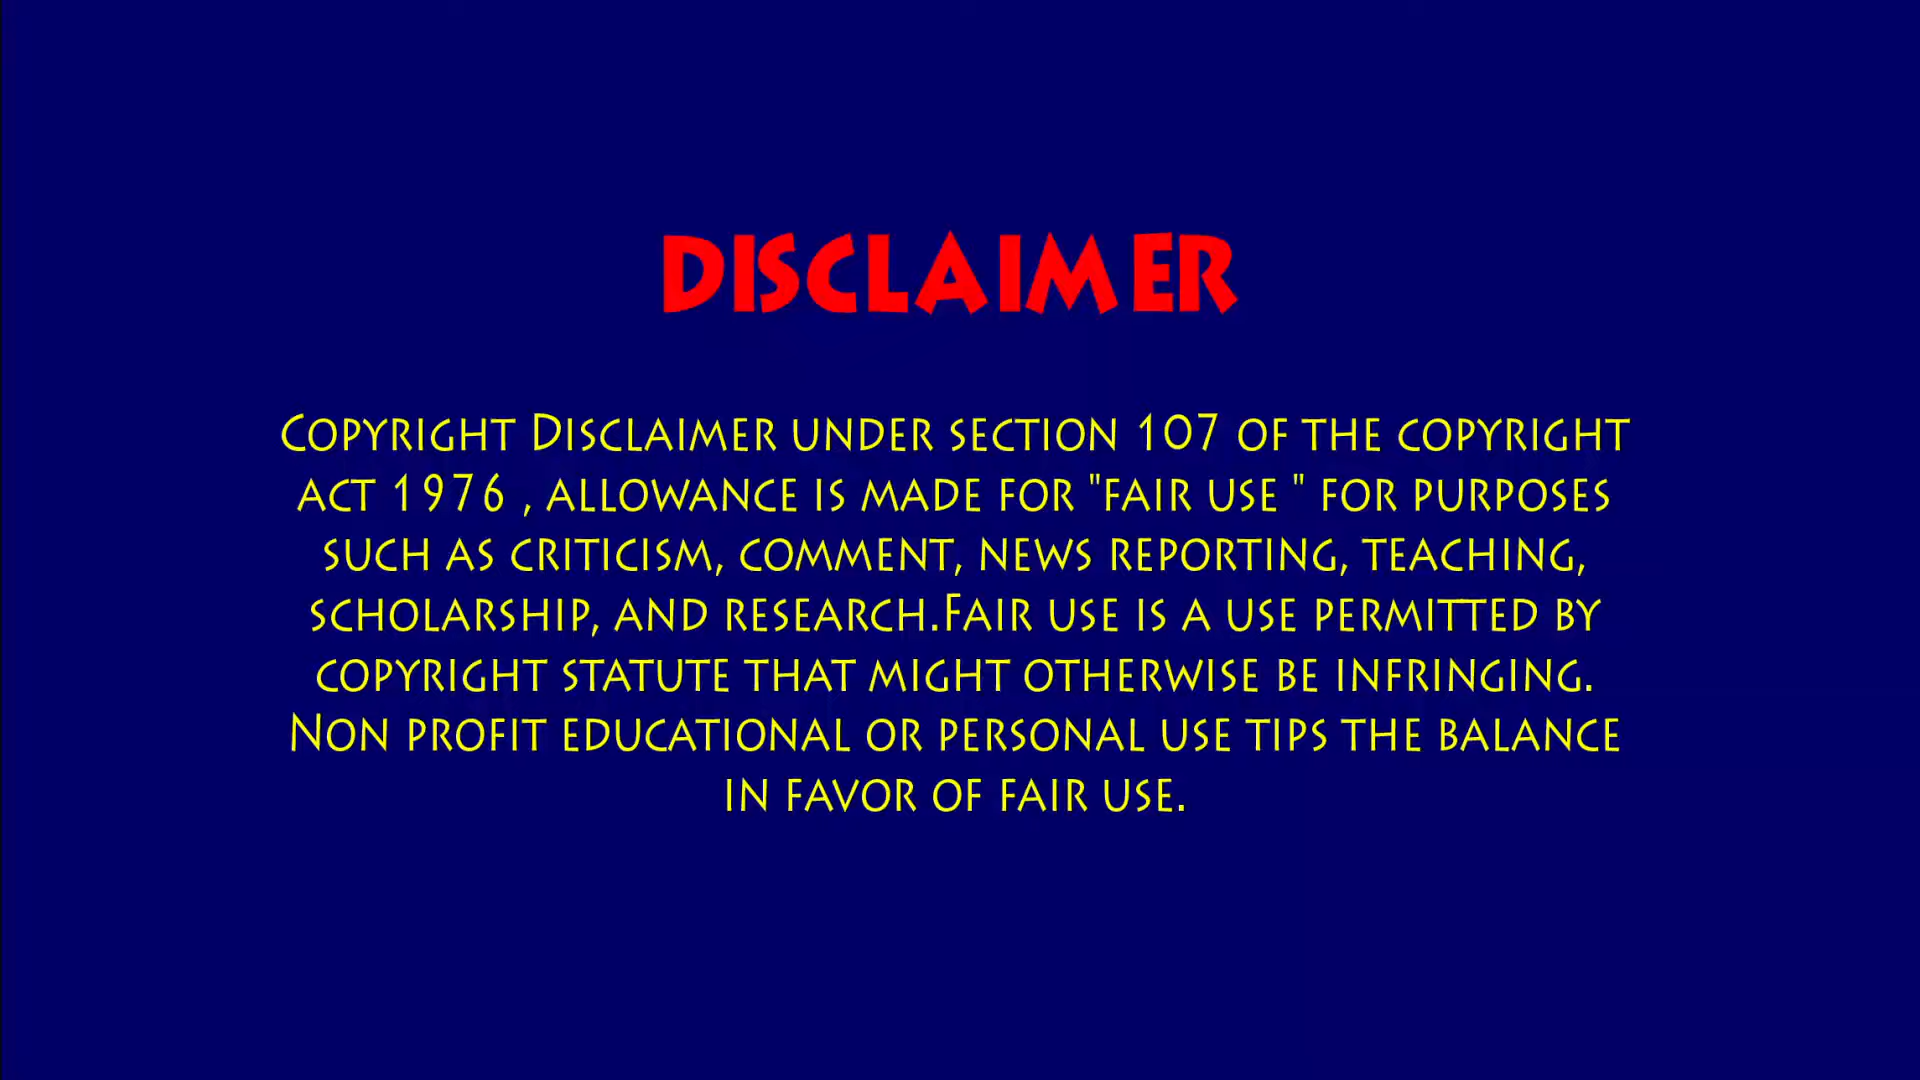 DISCLAIMER
Copyright Disclaimer under section 107 of the copyright
act 1976 , allowance is made for "fair use " for purposes
such as criticism, comment, news reporting, teaching,
scholarship, and research.Fair use is a use permitted by
copyright statute that might otherwise be infringing.
Non profit educational or personal use tips the balance
in favor of fair use.